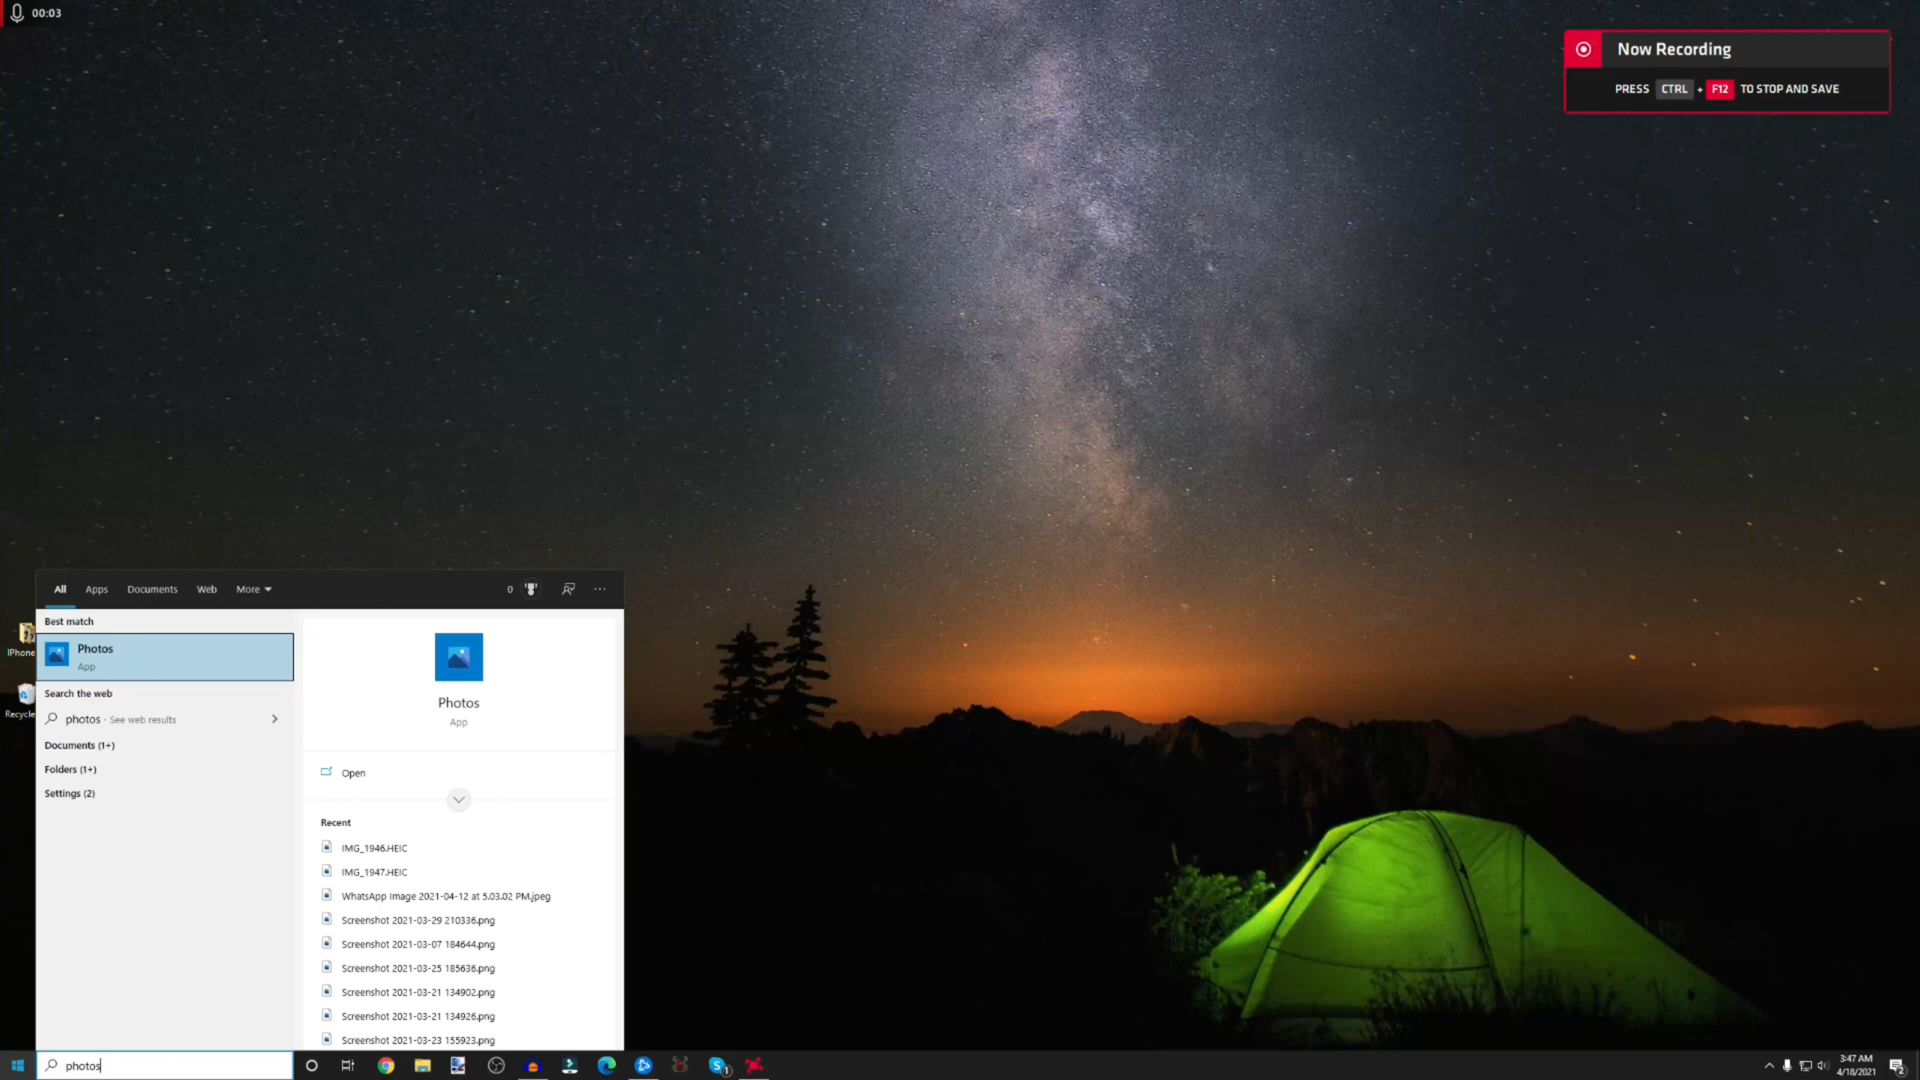 00:03
Now Recording
PRESS CTRL + F12 TO STOP AND SAVE
All Apps Documents Web More 0 ...
Best match
Photos
App
Search the web
photos - See web results
Documents (1+)
Folders (1+)
Settings (2)
Photos
App
Open
Recent
IMG_1946.HEIC
IMG_1947.HEIC
WhatsApp Image 2021-04-12 at 5.03.02 PM.jpeg
Screenshot 2021-03-29 210336.png
Screenshot 2021-03-07 184644.png
Screenshot 2021-03-25 185636.png
Screenshot 2021-03-21 134902.png
Screenshot 2021-03-21 134926.png
Screenshot 2021-03-23 155923.png
IPhone
Recycle
photos
1
3:47 AM
4/18/2021
2